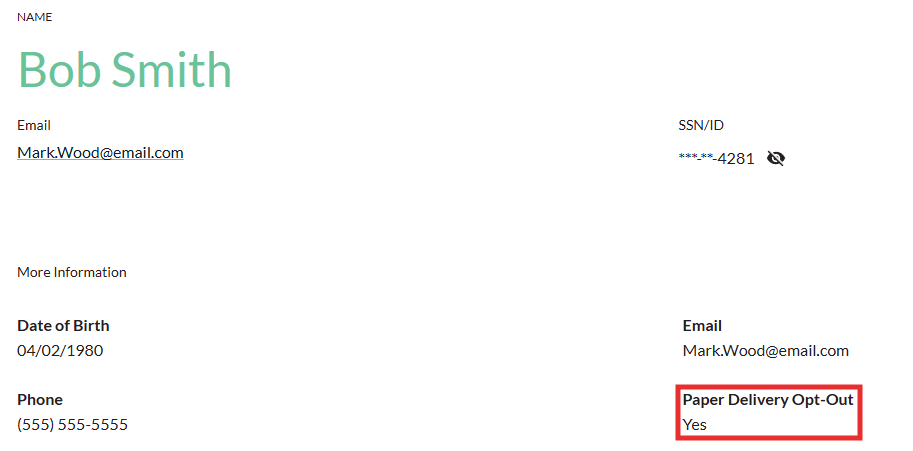 NAME
Bob Smith
Email
SSN/ID
Mark.Wood@email.com
***-**-4281
More Information
Date of Birth
Email
04/02/1980
Mark.Wood@email.com
Phone
Paper Delivery Opt-Out
(555) 555-5555
Yes